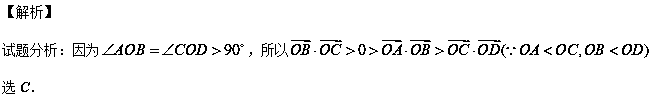 【解析】
试题分析：因为∠AOB=∠COD>90°，所以$\overrightarrow{OB}\cdot\overrightarrow{OC}>0>\overrightarrow{OA}\cdot\overrightarrow{OB}>\overrightarrow{OC}\cdot\overrightarrow{OD}(\because OA<OC,OB<OD)$
选 C．